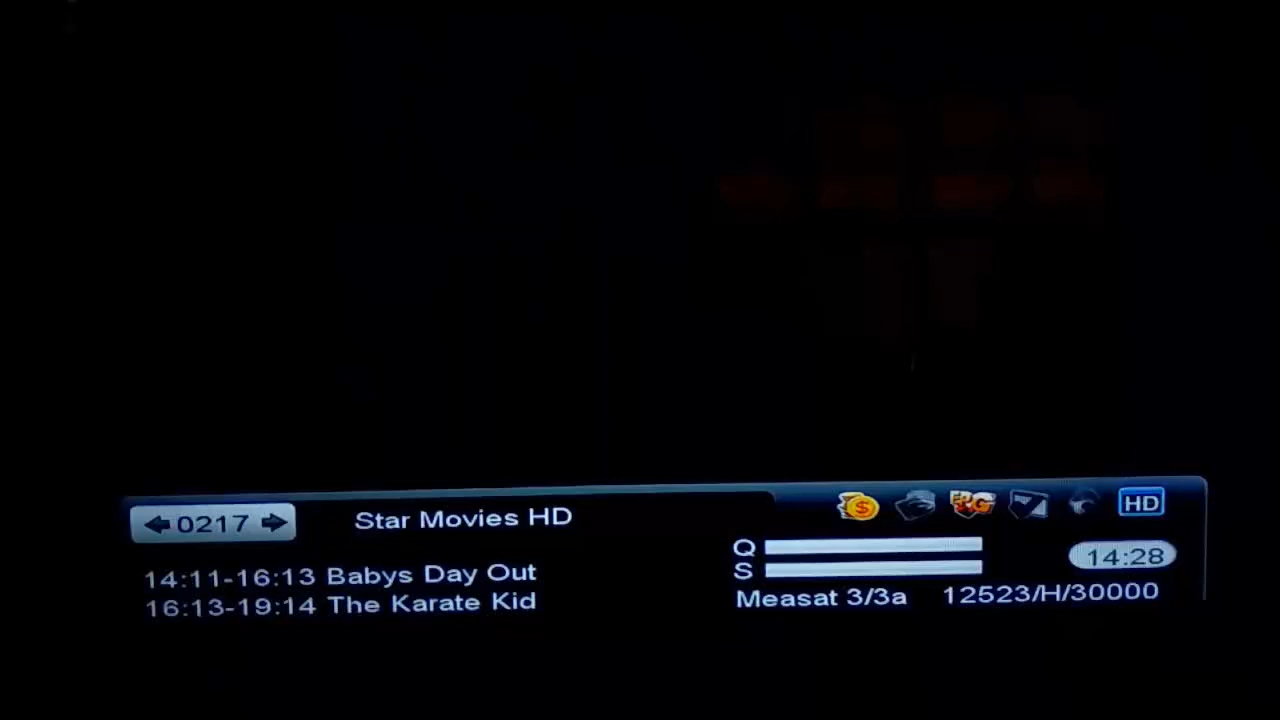 0217
Star Movies HD
EPG
HD
14:11-16:13 Babys Day Out
16:13-19:14 The Karate Kid
Q
S
14:28
Measat 3/3a
12523/H/30000